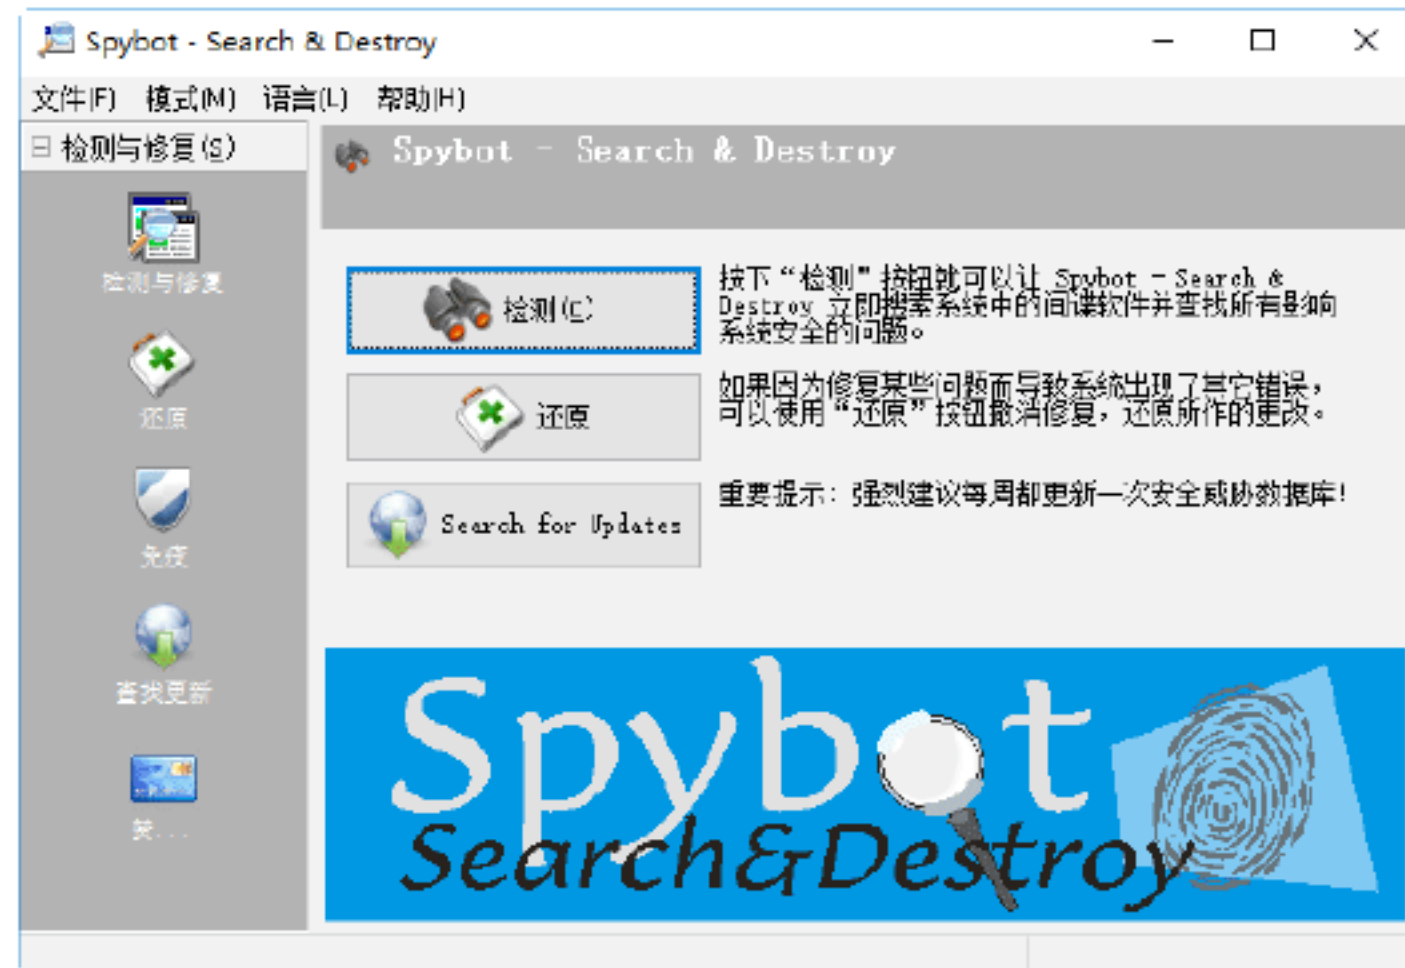 Spybot - Search & Destroy
文件(F) 模式(M) 语言(L) 帮助(H)
检测与修复(S)
Spybot - Search & Destroy
检测与修复
还原
免疫
查找更新
赞...
检测(C)
按下“检测”按钮就可以让 Spybot - Search &
Destroy 立即搜索系统中的间谍软件并查找所有影响
系统安全的问题。
还原
如果因为修复某些问题而导致系统出现了其它错误，
可以使用“还原”按钮撤消修复，还原所作的更改。
Search for Updates
重要提示：强烈建议每周都更新一次安全威胁数据库！
Spybot
Search&Destroy